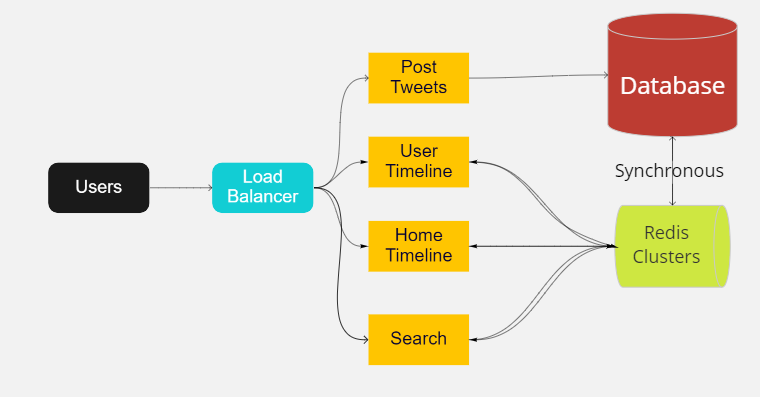 Users
Load
Balancer
Post
Tweets
User
Timeline
Home
Timeline
Search
Database
Synchronous
Redis
Clusters